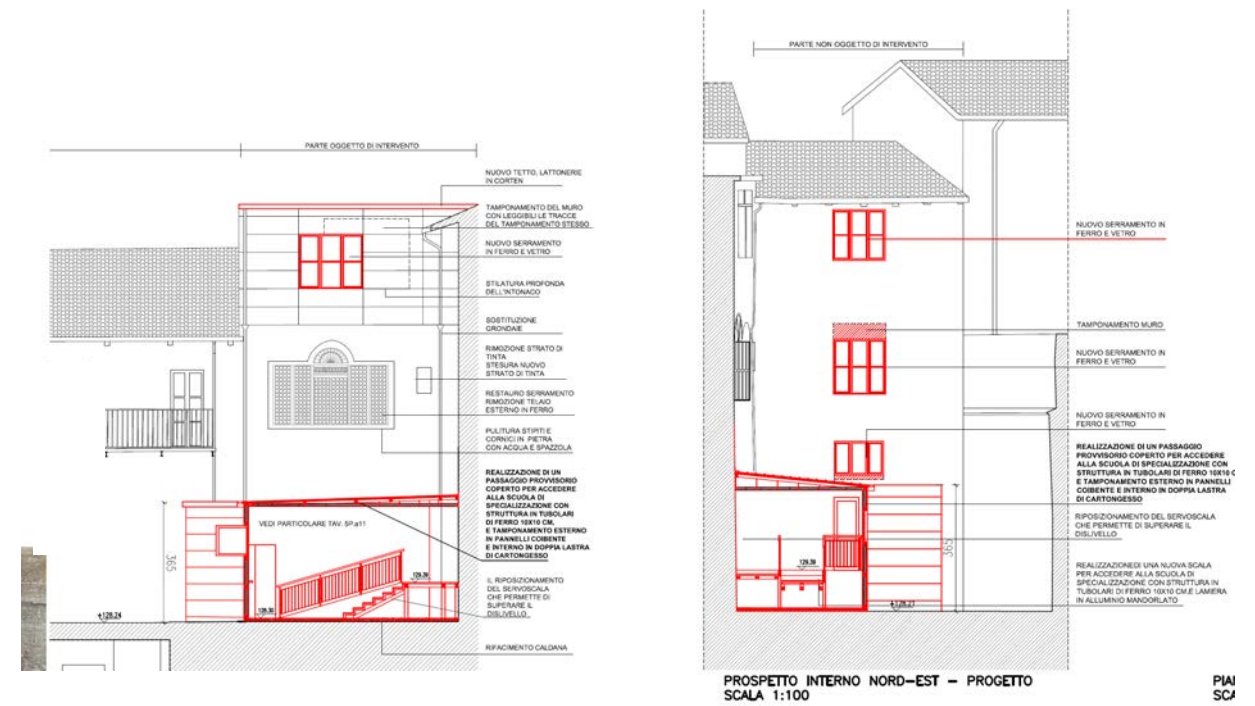 PARTE OGGETTO DI INTERVENTO
NUOVO TETTO, LATTONERIE
IN CORTEN
TAMPONAMENTO DEL MURO
CON LEGGIBILI LE TRACCE
DEL TAMPONAMENTO STESSO
NUOVO SERRAMENTO
IN FERRO E VETRO
STILATURA PROFONDA
DELL'INTONACO
SOSTITUZIONE
GRONDAIE
RIMOZIONE STRATO DI
TINTA
STESURA NUOVO
STRATO DI TINTA
RESTAURO SERRAMENTO
RIMOZIONE TELAIO
ESTERNO IN FERRO
PULITURA STIPITI E
CORNICI IN PIETRA
CON ACQUA E SPAZZOLA
REALIZZAZIONE DI UN
PASSAGGIO PROVVISORIO
COPERTO PER ACCEDERE
ALLA SCUOLA DI
SPECIALIZZAZIONE CON
STRUTTURA IN TUBOLARI
DI FERRO 10X10 CM,
E TAMPONAMENTO ESTERNO
IN PANNELLI COIBENTE
E INTERNO IN DOPPIA LASTRA
DI CARTONGESSO
IL RIPOSIZIONAMENTO
DEL SERVOSCALA
CHE PERMETTE DI
SUPERARE IL
DISLIVELLO
RIFACIMENTO CALDANA
VEDI PARTICOLARE TAV. SP.a11
365
129.39
128.30
+128.24
PARTE NON OGGETTO DI INTERVENTO
NUOVO SERRAMENTO IN
FERRO E VETRO
TAMPONAMENTO MURO
NUOVO SERRAMENTO IN
FERRO E VETRO
NUOVO SERRAMENTO IN
FERRO E VETRO
REALIZZAZIONE DI UN PASSAGGIO
PROVVISORIO COPERTO PER ACCEDERE
ALLA SCUOLA DI SPECIALIZZAZIONE CON
STRUTTURA IN TUBOLARI DI FERRO 10X10 C
E TAMPONAMENTO ESTERNO IN PANNELLI
COIBENTE E INTERNO IN DOPPIA LASTRA
DI CARTONGESSO
RIPOSIZIONAMENTO DEL SERVOSCALA
CHE PERMETTE DI SUPERARE IL
DISLIVELLO
REALIZZAZIONEDI UNA NUOVA SCALA
PER ACCEDERE ALLA SCUOLA DI
SPECIALIZZAZIONE CON STRUTTURA IN
TUBOLARI DI FERRO 10X10 CM.E LAMIERA
IN ALLUMINIO MANDORLATO
365
129.39
PROSPETTO INTERNO NORD-EST - PROGETTO
SCALA 1:100
PIA
SCA